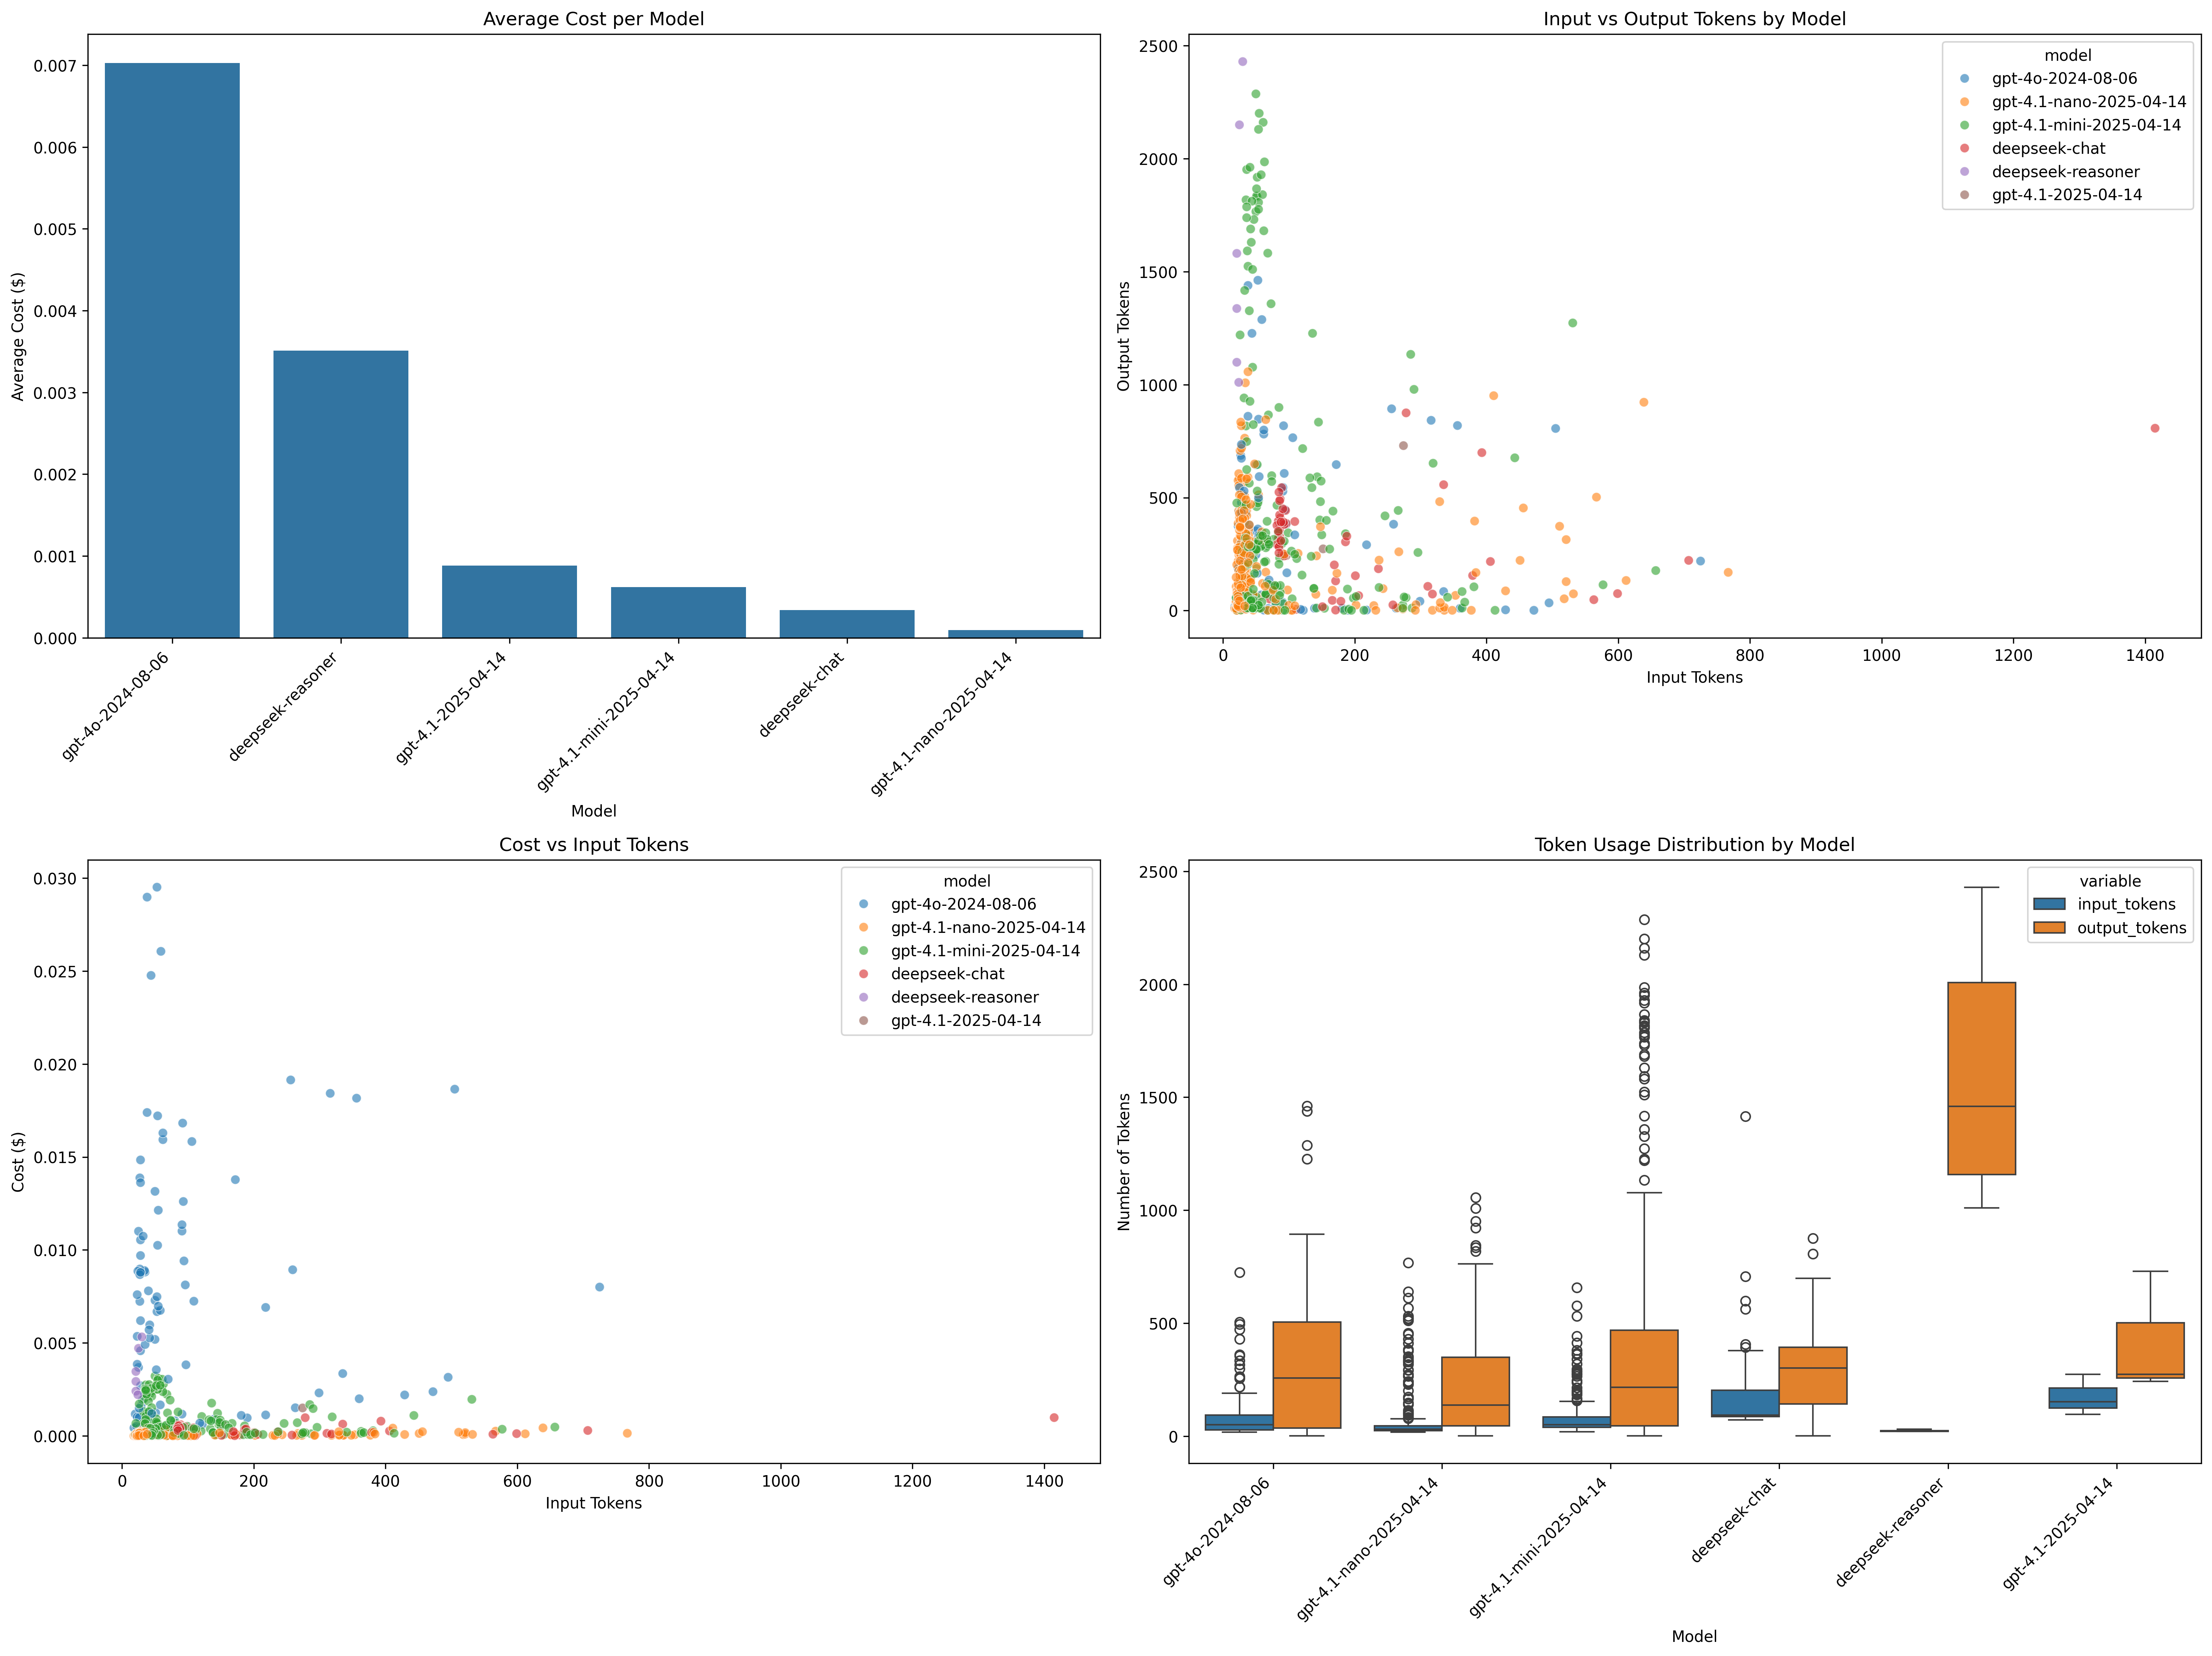 Average Cost per Model
Average Cost ($)
0.007
0.006
0.005
0.004
0.003
0.002
0.001
0.000
gpt-4o-2024-08-06
deepseek-reasoner
gpt-4.1-2025-04-14
gpt-4.1-mini-2025-04-14
deepseek-chat
gpt-4.1-nano-2025-04-14
Model
Input vs Output Tokens by Model
Output Tokens
2500
2000
1500
1000
500
0
model
gpt-4o-2024-08-06
gpt-4.1-nano-2025-04-14
gpt-4.1-mini-2025-04-14
deepseek-chat
deepseek-reasoner
gpt-4.1-2025-04-14
0 200 400 600 800 1000 1200 1400
Input Tokens
Cost vs Input Tokens
Cost ($)
0.030
0.025
0.020
0.015
0.010
0.005
0.000
model
gpt-4o-2024-08-06
gpt-4.1-nano-2025-04-14
gpt-4.1-mini-2025-04-14
deepseek-chat
deepseek-reasoner
gpt-4.1-2025-04-14
0 200 400 600 800 1000 1200 1400
Input Tokens
Token Usage Distribution by Model
Number of Tokens
2500
2000
1500
1000
500
0
variable
input_tokens
output_tokens
gpt-4o-2024-08-06
gpt-4.1-nano-2025-04-14
gpt-4.1-mini-2025-04-14
deepseek-chat
deepseek-reasoner
gpt-4.1-2025-04-14
Model